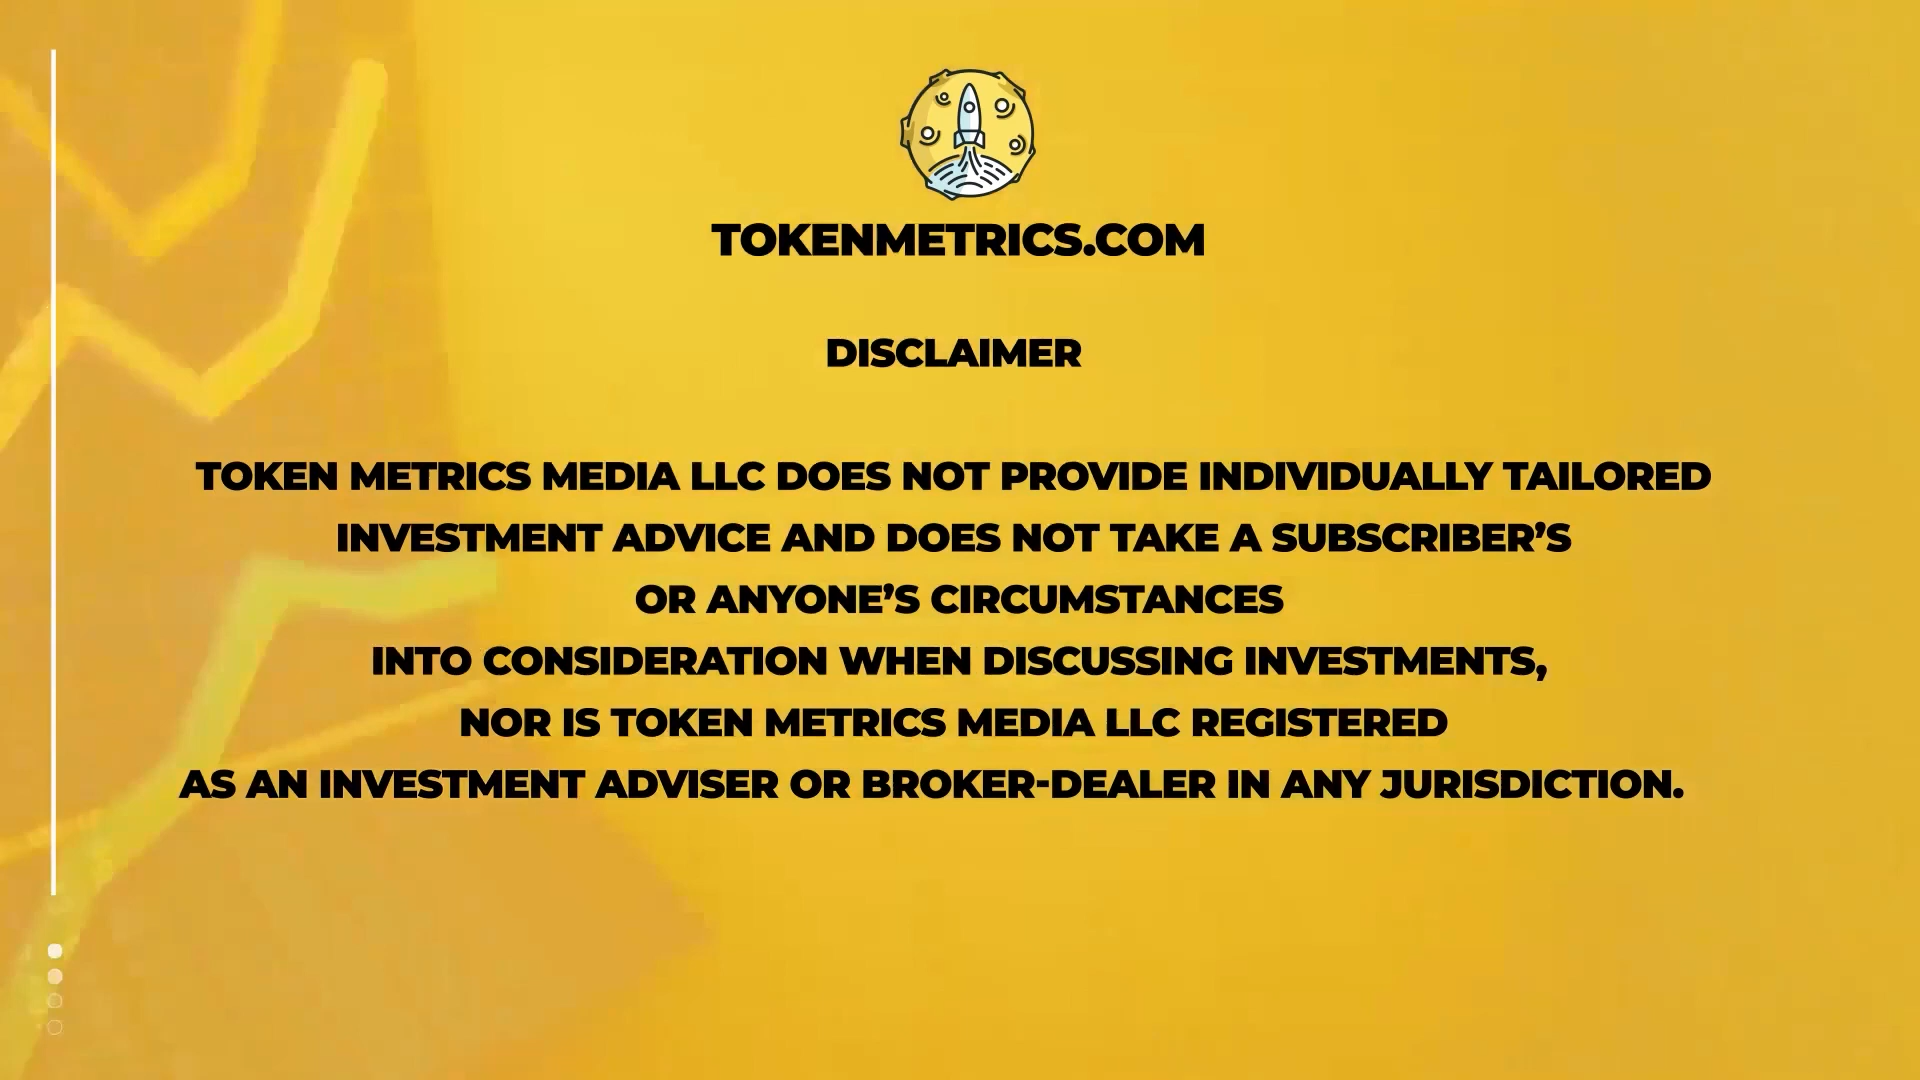 TOKENMETRICS.COM
DISCLAIMER
TOKEN METRICS MEDIA LLC DOES NOT PROVIDE INDIVIDUALLY TAILORED
INVESTMENT ADVICE AND DOES NOT TAKE A SUBSCRIBER’S
OR ANYONE’S CIRCUMSTANCES
INTO CONSIDERATION WHEN DISCUSSING INVESTMENTS,
NOR IS TOKEN METRICS MEDIA LLC REGISTERED
AS AN INVESTMENT ADVISER OR BROKER-DEALER IN ANY JURISDICTION.